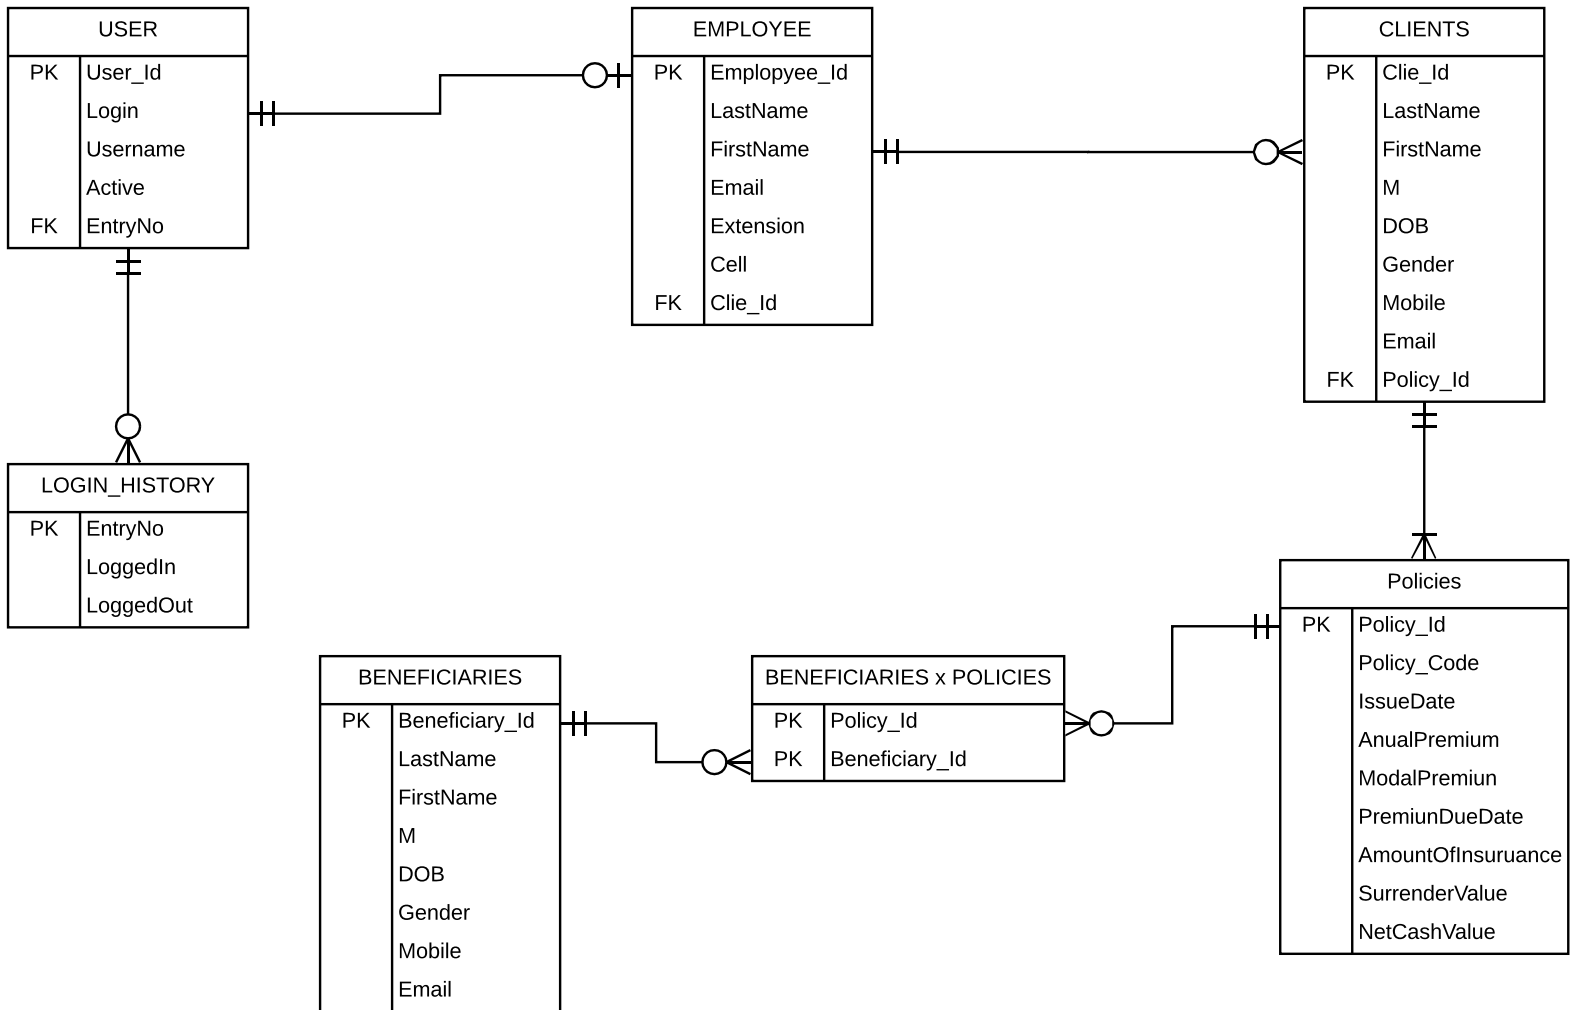 USER
PK User_Id
Login
Username
Active
FK EntryNo
EMPLOYEE
PK Emplopyee_Id
LastName
FirstName
Email
Extension
Cell
FK Clie_Id
CLIENTS
PK Clie_Id
LastName
FirstName
M
DOB
Gender
Mobile
Email
FK Policy_Id
LOGIN_HISTORY
PK EntryNo
LoggedIn
LoggedOut
BENEFICIARIES
PK Beneficiary_Id
LastName
FirstName
M
DOB
Gender
Mobile
Email
BENEFICIARIES x POLICIES
PK Policy_Id
PK Beneficiary_Id
Policies
PK Policy_Id
Policy_Code
IssueDate
AnualPremium
ModalPremiun
PremiunDueDate
AmountOfInsuruance
SurrenderValue
NetCashValue